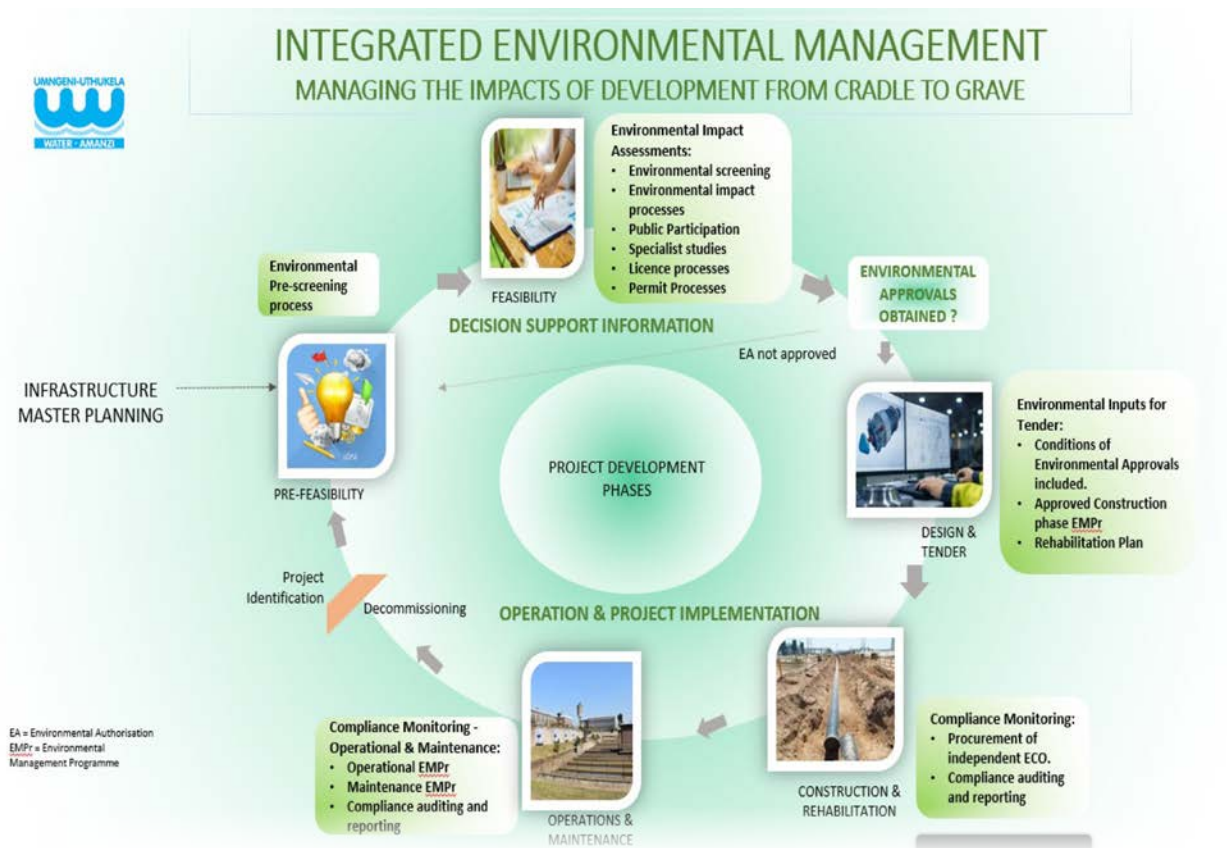 INTEGRATED ENVIRONMENTAL MANAGEMENT
MANAGING THE IMPACTS OF DEVELOPMENT FROM CRADLE TO GRAVE
UMNGENI-UTHUKELA
WATER · AMANZI
Environmental Impact
Assessments:
• Environmental screening
• Environmental impact
processes
• Public Participation
• Specialist studies
• Licence processes
• Permit Processes
Environmental
Pre-screening
process
FEASIBILITY
ENVIRONMENTAL
APPROVALS
OBTAINED ?
DECISION SUPPORT INFORMATION
EA not approved
INFRASTRUCTURE
MASTER PLANNING
PRE-FEASIBILITY
PROJECT DEVELOPMENT
PHASES
Environmental Inputs for
Tender:
• Conditions of
Environmental Approvals
included.
• Approved Construction
phase EMPr
• Rehabilitation Plan
DESIGN &
TENDER
Project
Identification
Decommissioning
OPERATION & PROJECT IMPLEMENTATION
Compliance Monitoring -
Operational & Maintenance:
• Operational EMPr
• Maintenance EMPr
• Compliance auditing and
reporting
OPERATIONS &
MAINTENANCE
CONSTRUCTION &
REHABILITATION
Compliance Monitoring:
• Procurement of
independent ECO.
• Compliance auditing
and reporting
EA = Environmental Authorisation
EMPr = Environmental
Management Programme